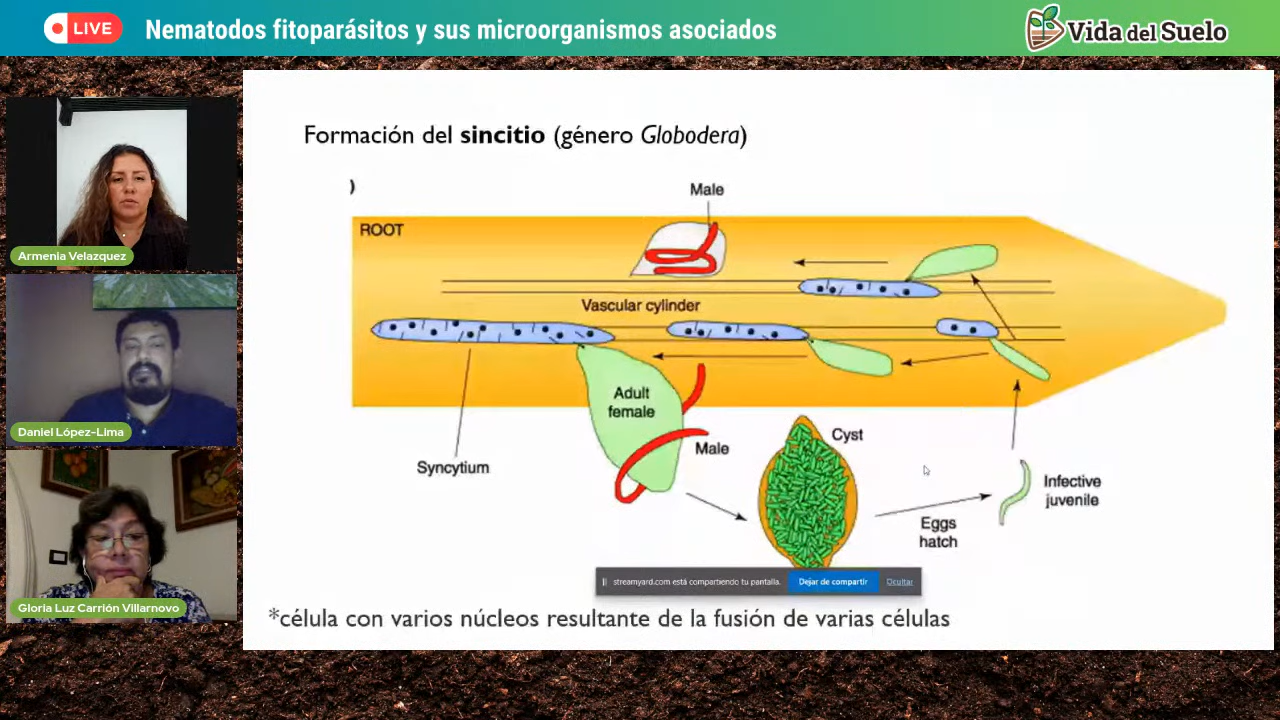 LIVE
Nematodos fitoparásitos y sus microorganismos asociados
Vida del Suelo
Armenia Velazquez
Daniel López-Lima
Gloria Luz Carrión Villarnovo
Formación del sincitio (género Globodera)
)
Male
ROOT
Vascular cylinder
Adult
female
Male
Syncytium
Cyst
Infective
juvenile
Eggs
hatch
streamyard.com está compartiendo tu pantalla.
Dejar de compartir
Ocultar
*célula con varios núcleos resultante de la fusión de varias células